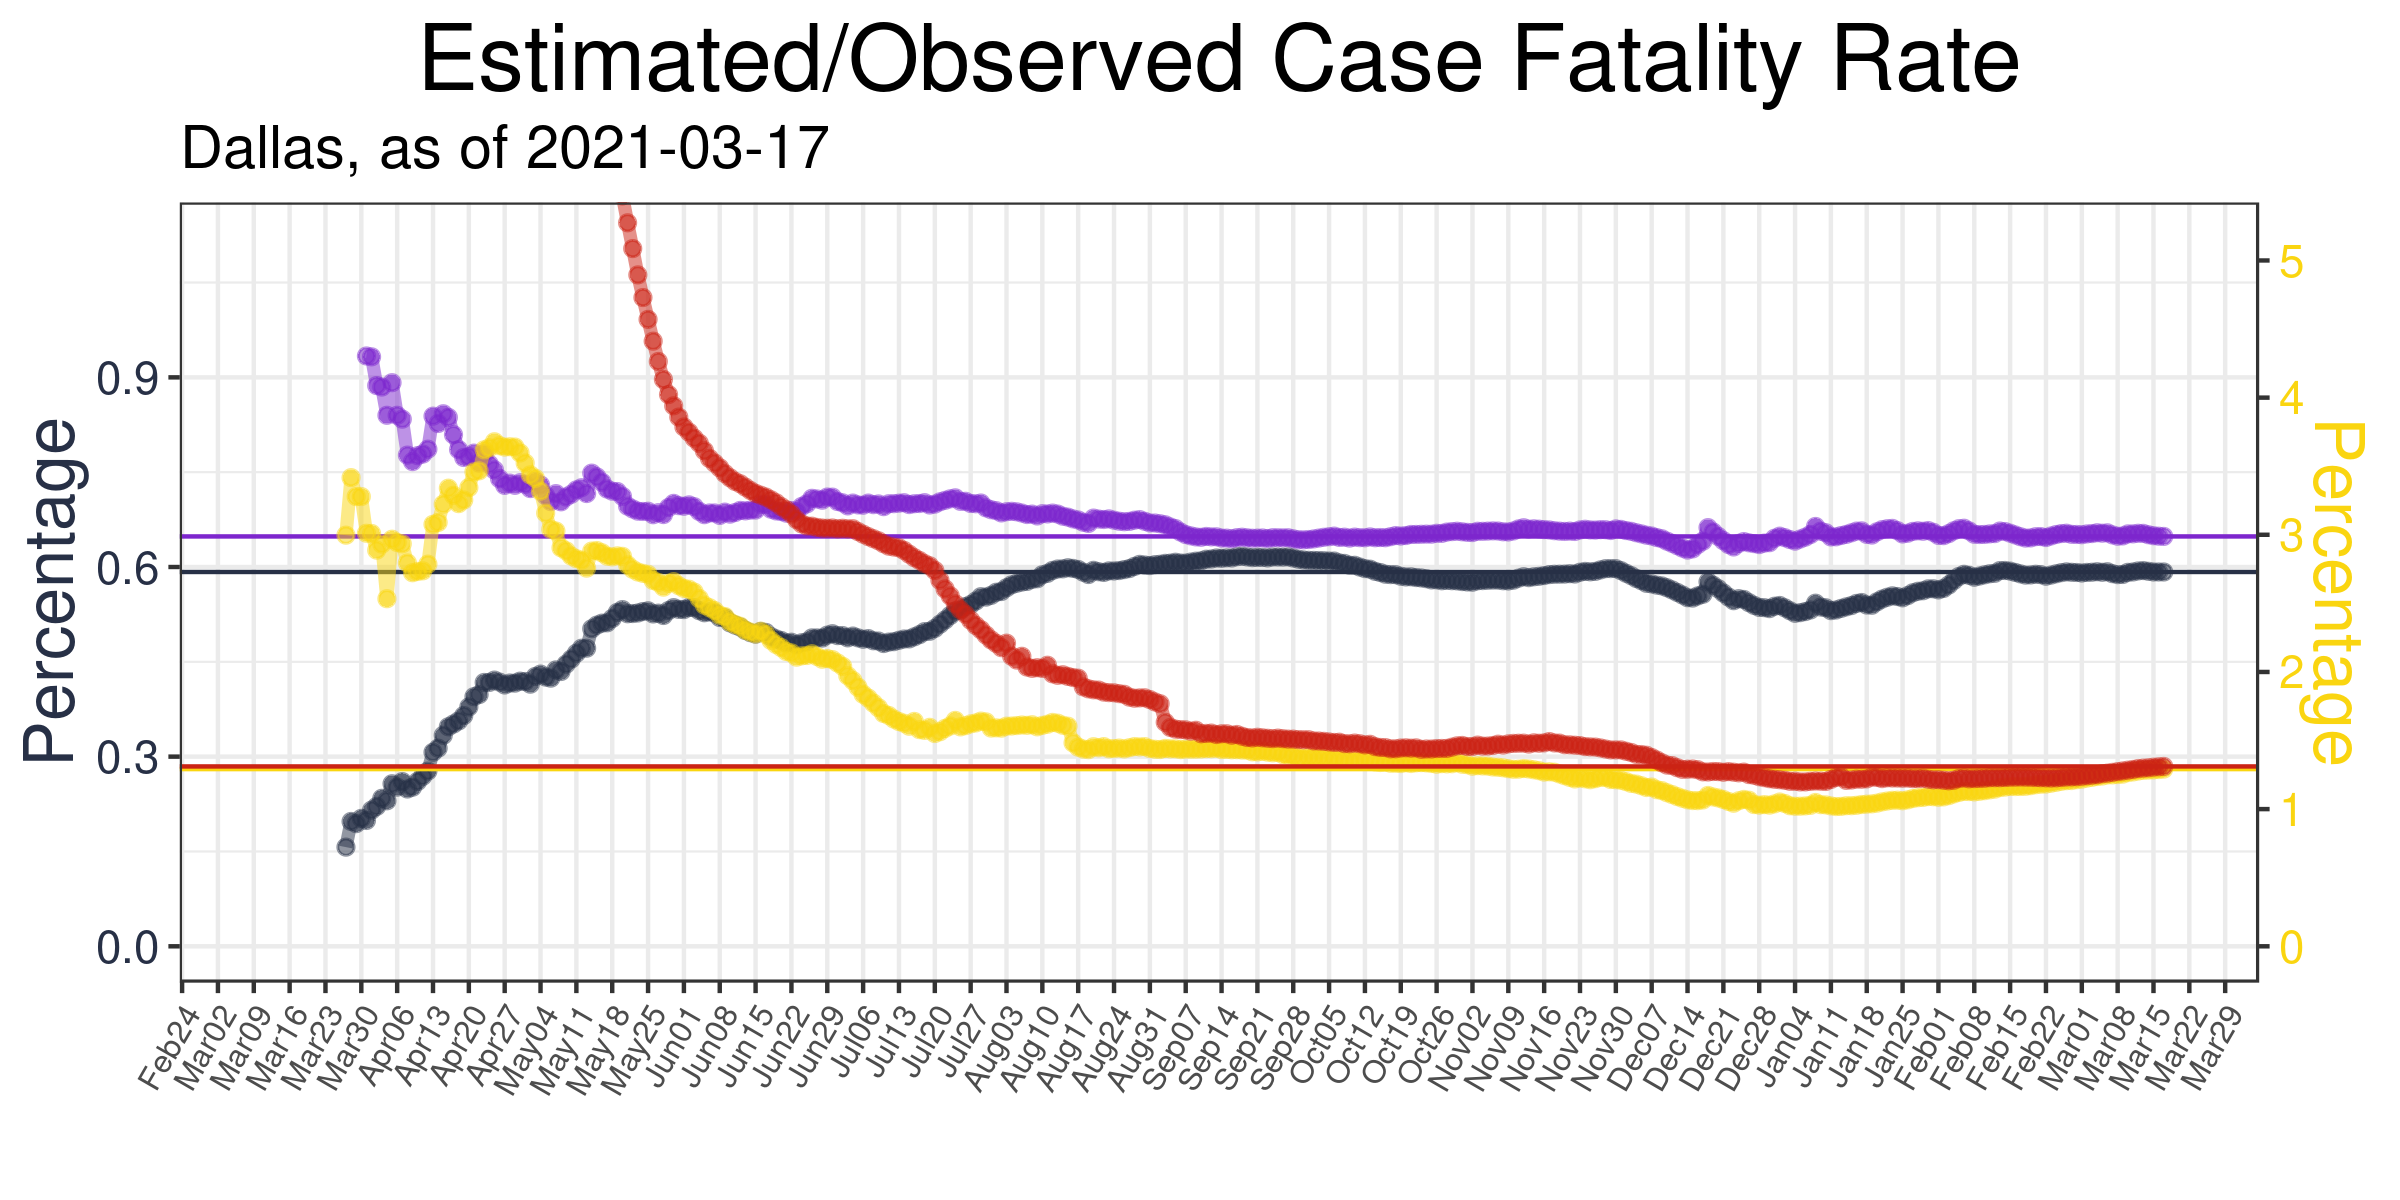 Estimated/Observed Case Fatality Rate
Dallas, as of 2021-03-17
Percentage
0.9
0.6
0.3
0.0
5
4
3
2
1
0
Percentage
Feb24 Mar02 Mar09 Mar16 Mar23 Mar30 Apr06 Apr13 Apr20 Apr27 May04 May11 May18 May25 Jun01 Jun08 Jun15 Jun22 Jun29 Jul06 Jul13 Jul20 Jul27 Aug03 Aug10 Aug17 Aug24 Aug31 Sep07 Sep14 Sep21 Sep28 Oct05 Oct12 Oct19 Oct26 Nov02 Nov09 Nov16 Nov23 Nov30 Dec07 Dec14 Dec21 Dec28 Jan04 Jan11 Jan18 Jan25 Feb01 Feb08 Feb15 Feb22 Mar01 Mar08 Mar15 Mar22 Mar29